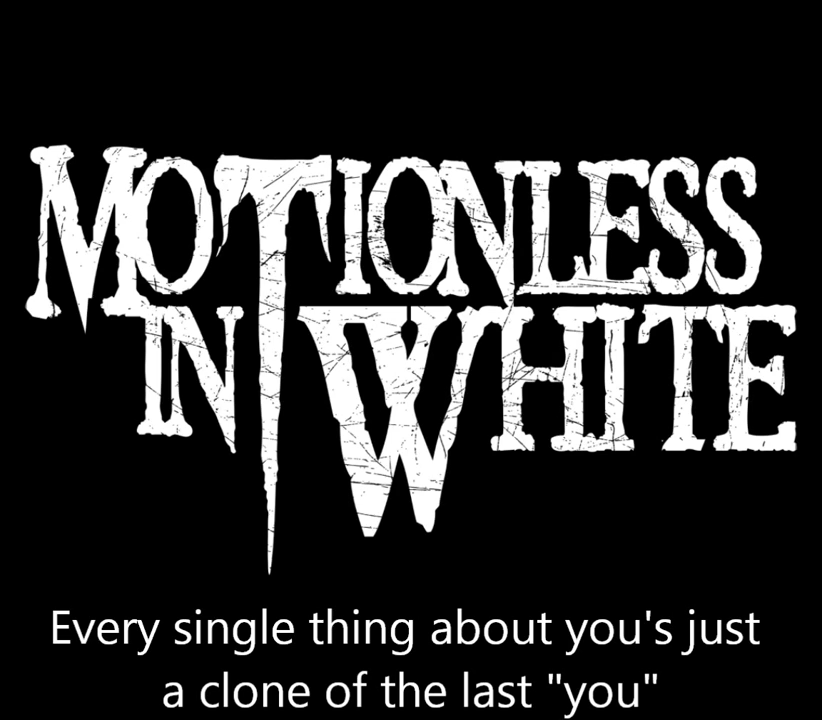 MOTIONLESS
IN WHITE
Every single thing about you's just
a clone of the last "you"